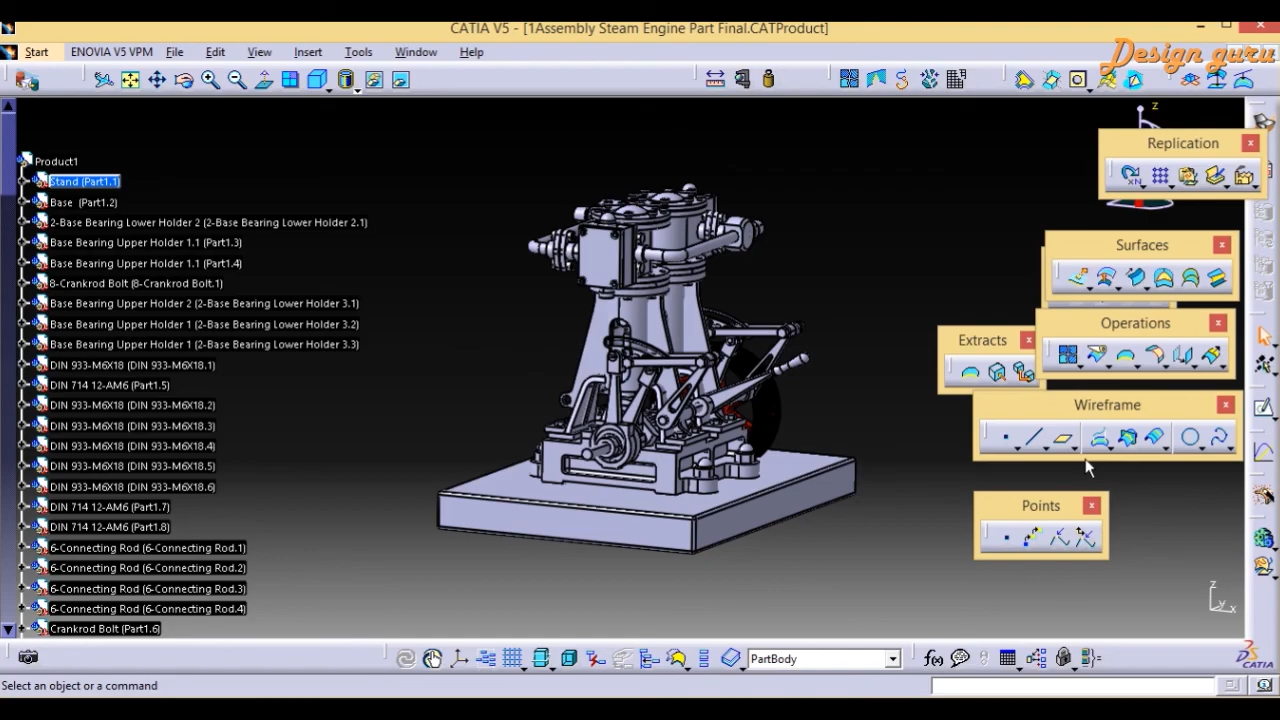 CATIA V5 - [1Assembly Steam Engine Part Final.CATProduct]
Start ENOVIA V5 VPM File Edit View Insert Tools Window Help
Design guru
z
Replication
Product1
Stand (Part1.1)
Base (Part1.2)
2-Base Bearing Lower Holder 2 (2-Base Bearing Lower Holder 2.1)
Base Bearing Upper Holder 1.1 (Part1.3)
Base Bearing Upper Holder 1.1 (Part1.4)
8-Crankrod Bolt (8-Crankrod Bolt.1)
Base Bearing Upper Holder 2 (2-Base Bearing Lower Holder 3.1)
Base Bearing Upper Holder 1 (2-Base Bearing Lower Holder 3.2)
Base Bearing Upper Holder 1 (2-Base Bearing Lower Holder 3.3)
DIN 933-M6X18 (DIN 933-M6X18.1)
DIN 714 12-AM6 (Part1.5)
DIN 933-M6X18 (DIN 933-M6X18.2)
DIN 933-M6X18 (DIN 933-M6X18.3)
DIN 933-M6X18 (DIN 933-M6X18.4)
DIN 933-M6X18 (DIN 933-M6X18.5)
DIN 933-M6X18 (DIN 933-M6X18.6)
DIN 714 12-AM6 (Part1.7)
DIN 714 12-AM6 (Part1.8)
6-Connecting Rod (6-Connecting Rod.1)
6-Connecting Rod (6-Connecting Rod.2)
6-Connecting Rod (6-Connecting Rod.3)
6-Connecting Rod (6-Connecting Rod.4)
Crankrod Bolt (Part1.6)
Surfaces
Operations
Extracts
Wireframe
Points
z
y x
PartBody
f(x)
CATIA
Select an object or a command